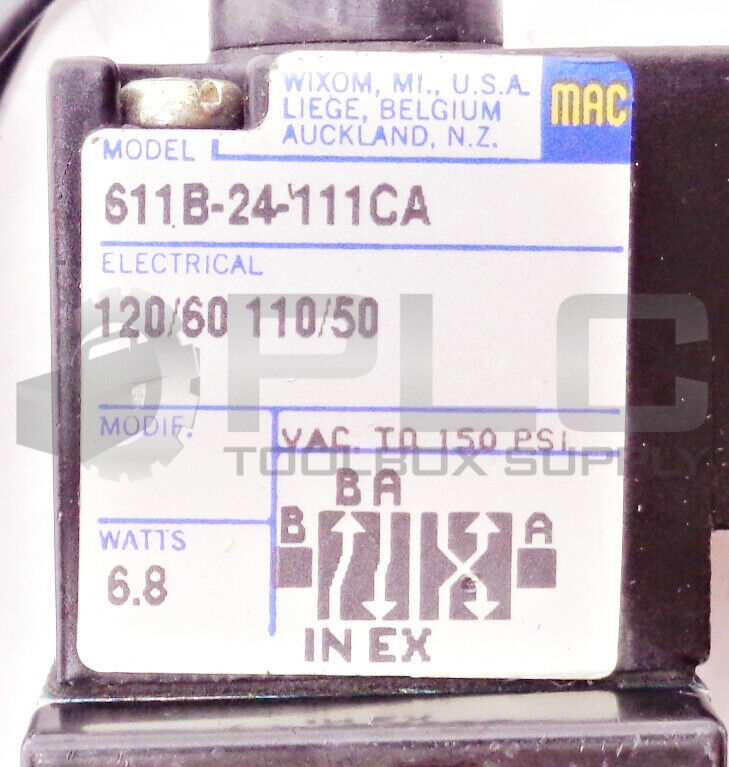 WIXOM, MI., U.S.A.
LIEGE, BELGIUM
AUCKLAND, N.Z.
MAC
MODEL
611B-24-111CA
ELECTRICAL
120/60 110/50
PLC
TOOLBOX SUPPLY
MODIF.
VAC. TO 150 PSI.
B A
B A
WATTS
6.8
IN EX